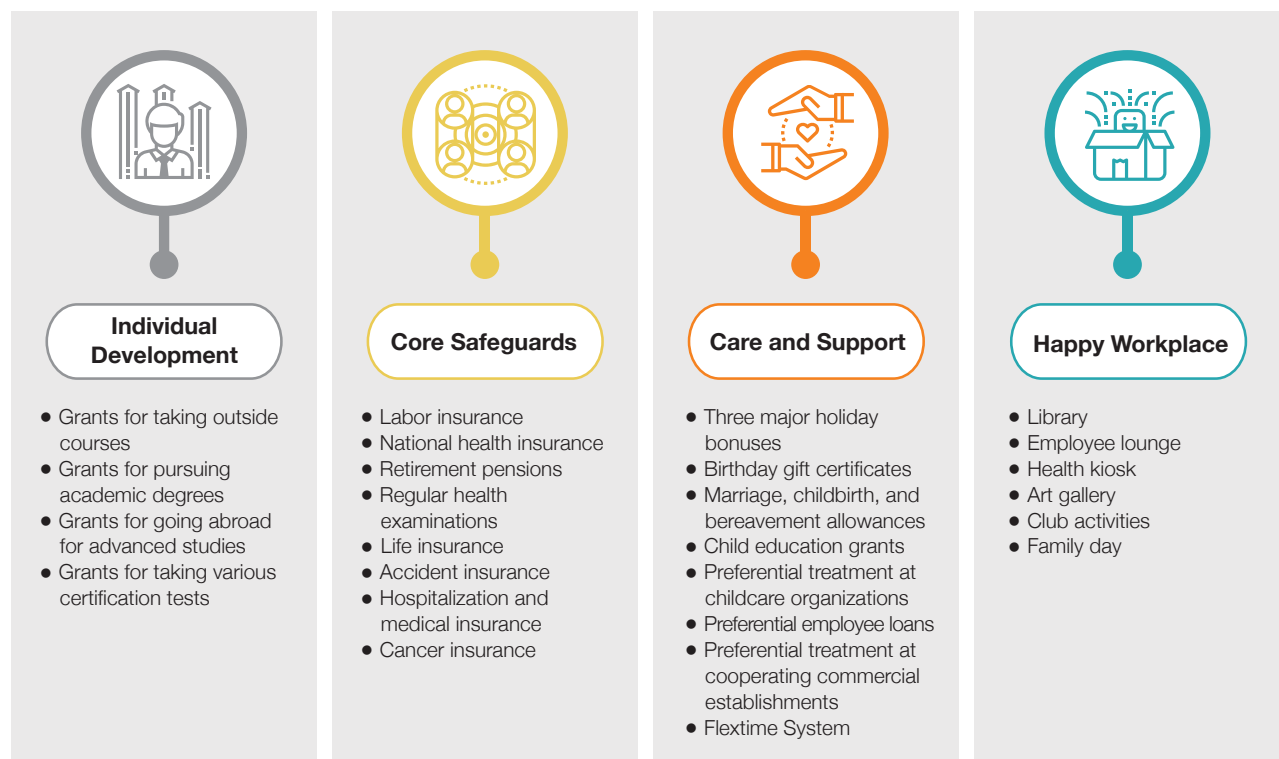 Individual
Development
● Grants for taking outside
courses
● Grants for pursuing
academic degrees
● Grants for going abroad
for advanced studies
● Grants for taking various
certification tests
Core Safeguards
● Labor insurance
● National health insurance
● Retirement pensions
● Regular health
examinations
● Life insurance
● Accident insurance
● Hospitalization and
medical insurance
● Cancer insurance
Care and Support
● Three major holiday
bonuses
● Birthday gift certificates
● Marriage, childbirth, and
bereavement allowances
● Child education grants
● Preferential treatment at
childcare organizations
● Preferential employee loans
● Preferential treatment at
cooperating commercial
establishments
● Flextime System
Happy Workplace
● Library
● Employee lounge
● Health kiosk
● Art gallery
● Club activities
● Family day